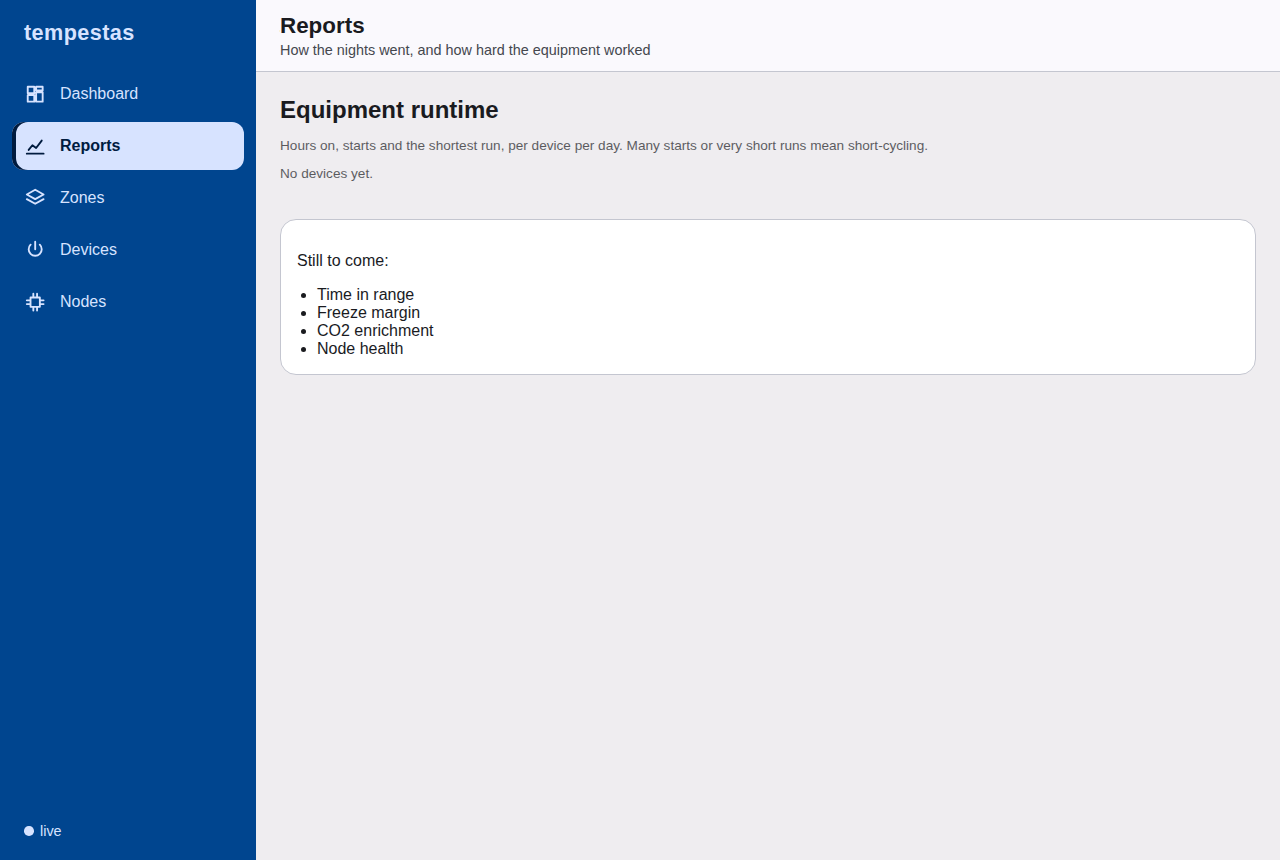 tempestas
Dashboard
Reports
Zones
Devices
Nodes
live
Reports
How the nights went, and how hard the equipment worked
Equipment runtime
Hours on, starts and the shortest run, per device per day. Many starts or very short runs mean short-cycling.
No devices yet.
Still to come:
Time in range
Freeze margin
CO2 enrichment
Node health